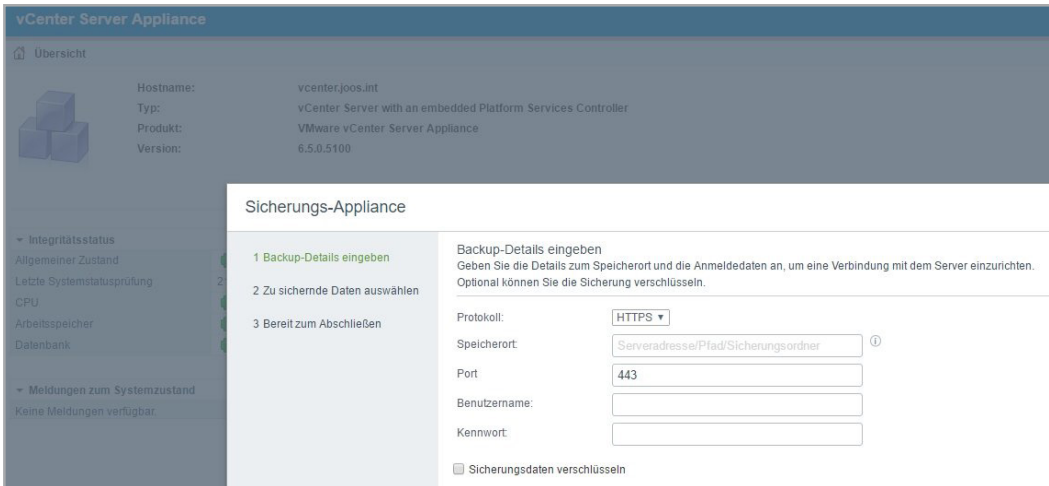 vCenter Server Appliance
Übersicht
Hostname: vcenter.joos.int
Typ: vCenter Server with an embedded Platform Services Controller
Produkt: VMware vCenter Server Appliance
Version: 6.5.0.5100
Integritätsstatus
Allgemeiner Zustand
Letzte Systemstatusprüfung 2
CPU
Arbeitsspeicher
Datenbank
Meldungen zum Systemzustand
Keine Meldungen verfügbar.
Sicherungs-Appliance
1 Backup-Details eingeben
2 Zu sichernde Daten auswählen
3 Bereit zum Abschließen
Backup-Details eingeben
Geben Sie die Details zum Speicherort und die Anmeldedaten an, um eine Verbindung mit dem Server einzurichten.
Optional können Sie die Sicherung verschlüsseln.
Protokoll: HTTPS
Speicherort: Serveradresse/Pfad/Sicherungsordner
Port 443
Benutzername:
Kennwort:
Sicherungsdaten verschlüsseln